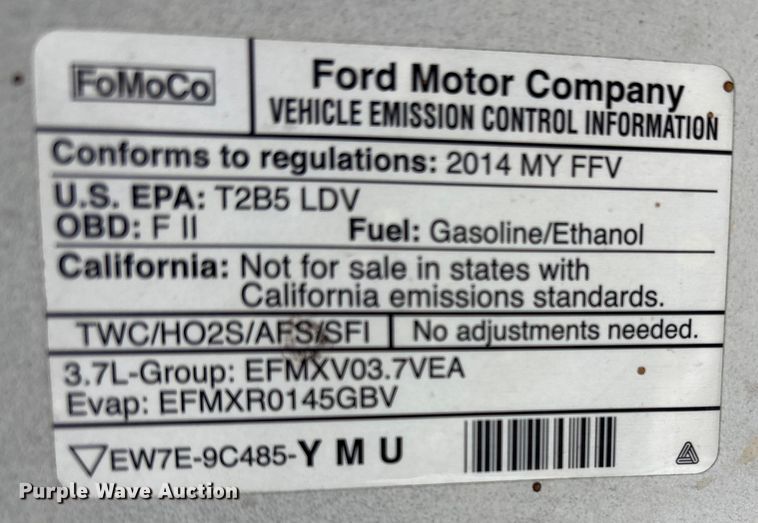 FoMoCo
Ford Motor Company
VEHICLE EMISSION CONTROL INFORMATION
Conforms to regulations: 2014 MY FFV
U.S. EPA: T2B5 LDV
OBD: F II Fuel: Gasoline/Ethanol
California: Not for sale in states with
California emissions standards.
TWC/HO2S/AFS/SFI No adjustments needed.
3.7L-Group: EFMXV03.7VEA
Evap: EFMXR0145GBV
EW7E-9C485-Y M U
Purple Wave Auction